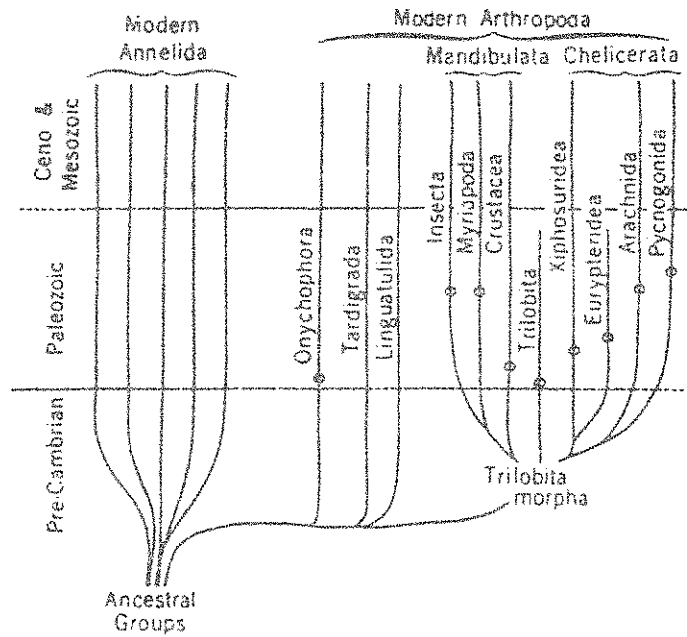 Modern
Annelida
Modern Arthropoda
Mandibulata
Chelicerata
Ceno &
Mesozoic
Paleozoic
Pre-Cambrian
Onychophora
Tardigrada
Linguatulida
Insecta
Myriapoda
Crustacea
Trilobita
Xiphosuridea
Eurypteridea
Arachnida
Pycnogonida
Trilobita
morpha
Ancestral
Groups